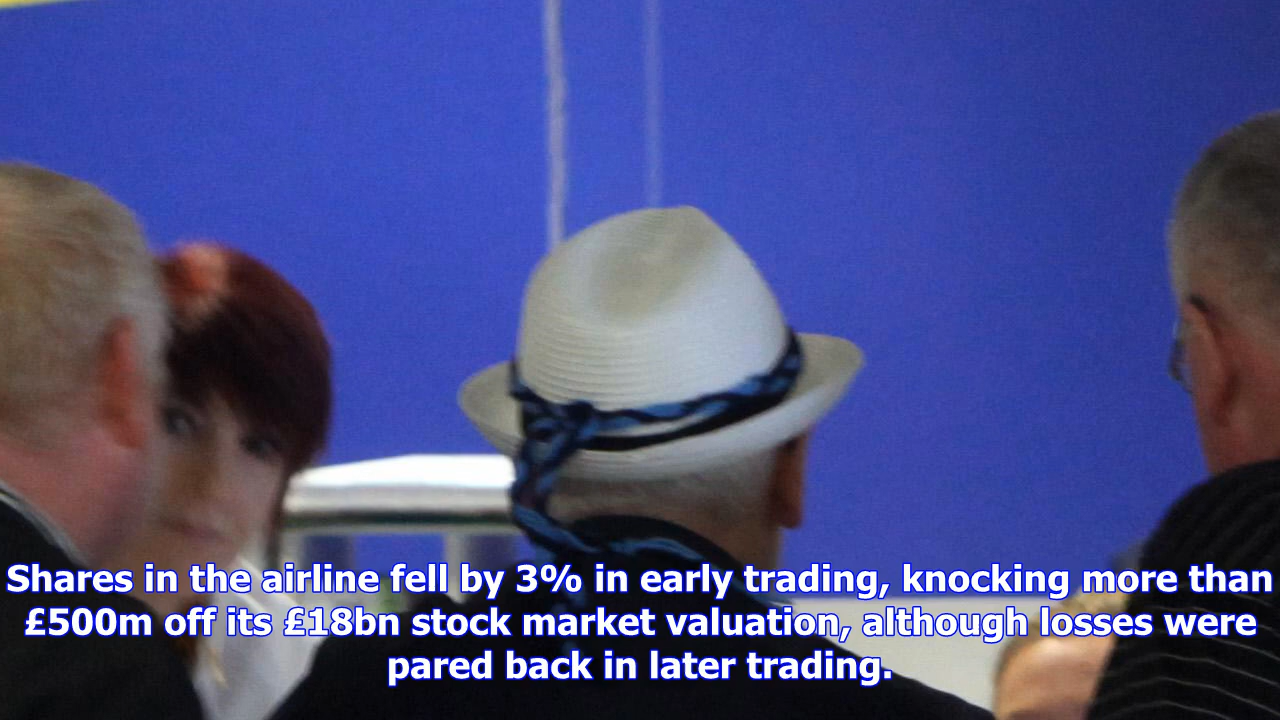 Shares in the airline fell by 3% in early trading, knocking more than
£500m off its £18bn stock market valuation, although losses were
pared back in later trading.